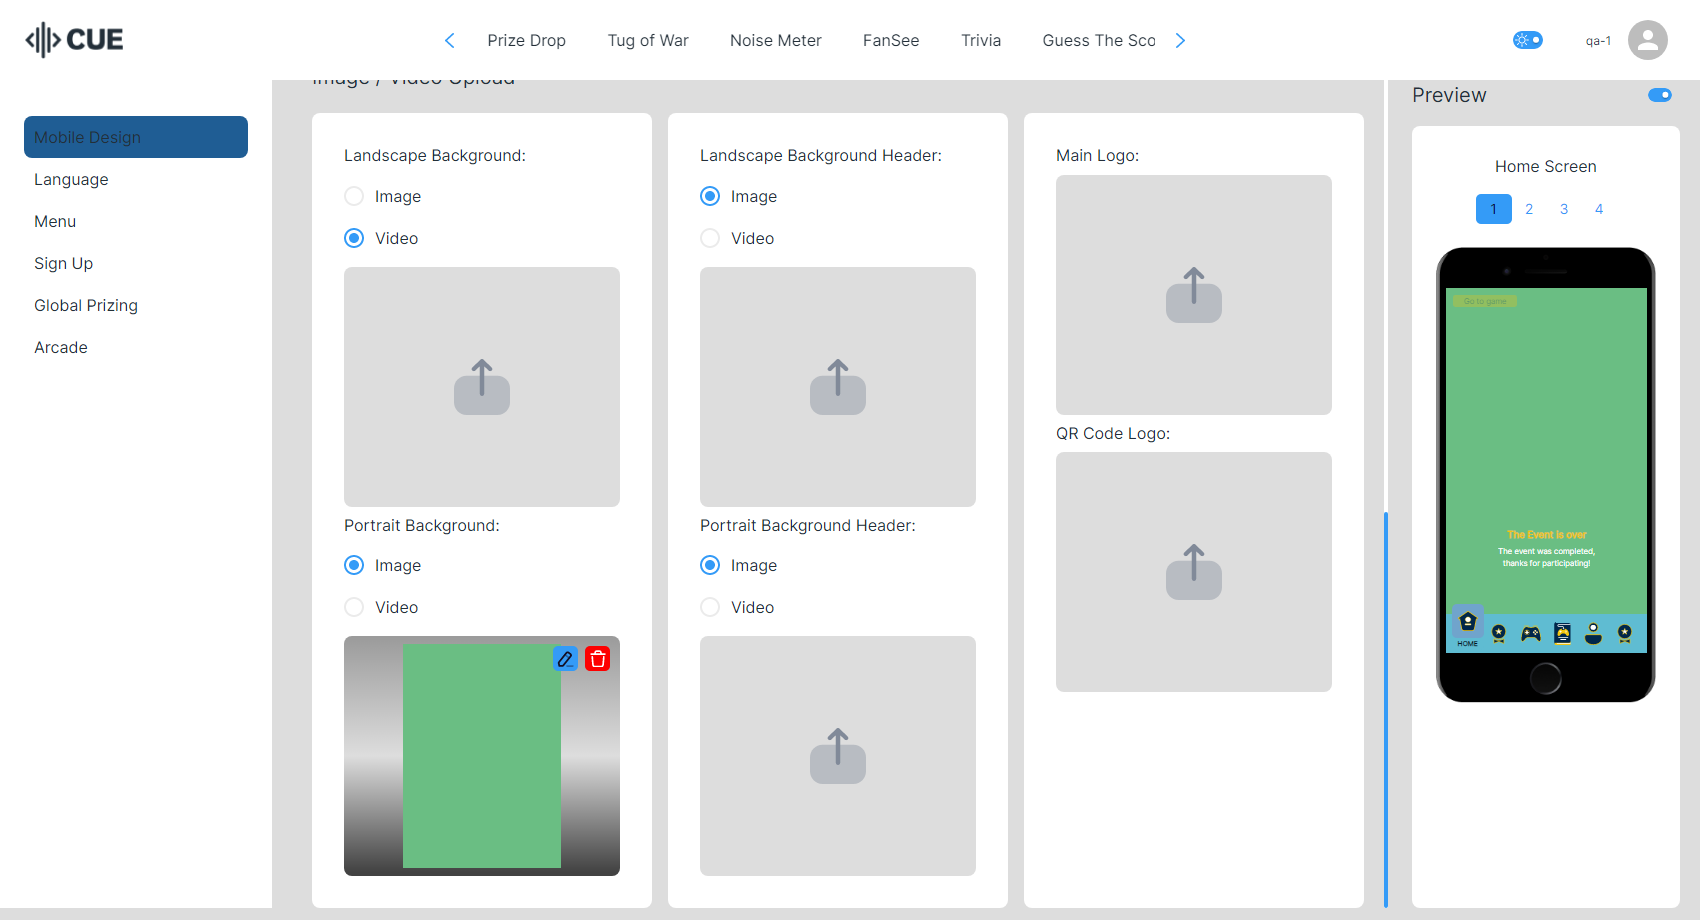 CUE
Prize Drop
Tug of War
Noise Meter
FanSee
Trivia
Guess The Sco
qa-1
Mobile Design
Language
Menu
Sign Up
Global Prizing
Arcade
Image / Video Upload
Landscape Background:
Image
Video
Portrait Background:
Image
Video
Landscape Background Header:
Image
Video
Portrait Background Header:
Image
Video
Main Logo:
QR Code Logo:
Preview
Home Screen
1 2 3 4
Go to game
The Event is over
The event was completed,
thanks for participating!
HOME